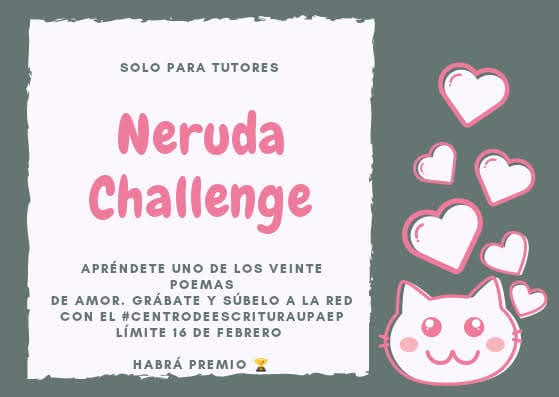 SOLO PARA TUTORES
Neruda
Challenge
APRÉNDETE UNO DE LOS VEINTE
POEMAS
DE AMOR. GRÁBATE Y SÚBELO A LA RED
CON EL #CENTRODEESCRITURAUPAEP
LÍMITE 16 DE FEBRERO
HABRÁ PREMIO 🏆